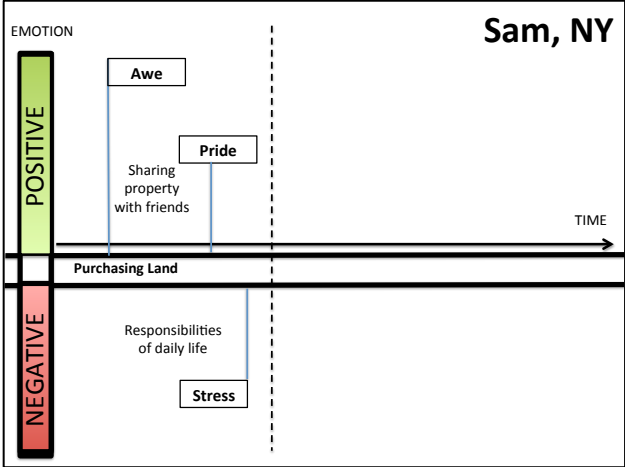 Sam, NY
EMOTION
POSITIVE
Awe
Pride
Sharing
property
with friends
TIME
Purchasing Land
NEGATIVE
Responsibilities
of daily life
Stress